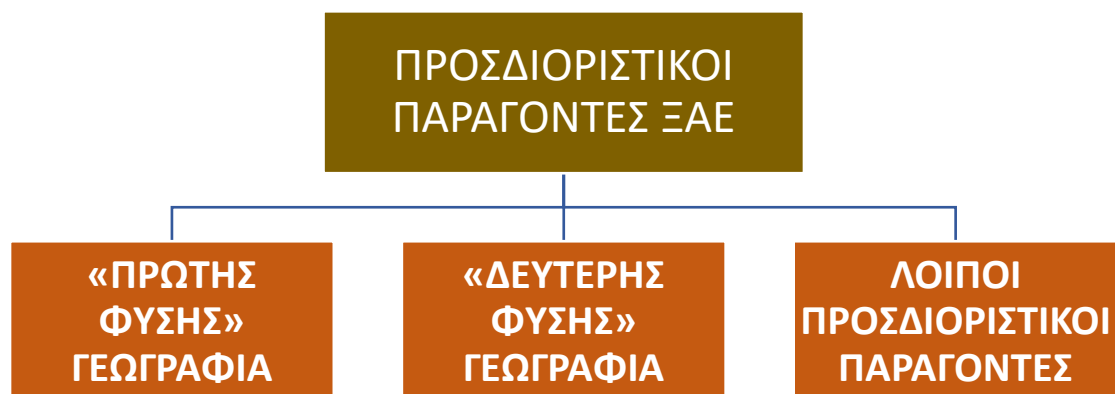 ΠΡΟΣΔΙΟΡΙΣΤΙΚΟΙ
ΠΑΡΑΓΟΝΤΕΣ ΞΑΕ
«ΠΡΩΤΗΣ
ΦΥΣΗΣ»
ΓΕΩΓΡΑΦΙΑ
«ΔΕΥΤΕΡΗΣ
ΦΥΣΗΣ»
ΓΕΩΓΡΑΦΙΑ
ΛΟΙΠΟΙ
ΠΡΟΣΔΙΟΡΙΣΤΙΚΟΙ
ΠΑΡΑΓΟΝΤΕΣ